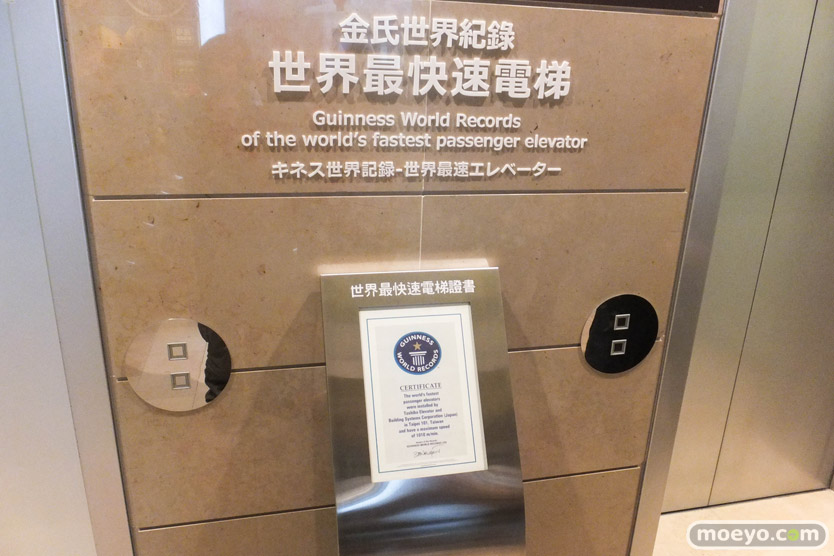 金氏世界紀錄
世界最快速電梯
Guinness World Records
of the world's fastest passenger elevator
キネス世界記録-世界最速エレベーター
世界最快速電梯證書
GUINNESS
WORLD RECORDS
CERTIFICATE
The world's fastest
passenger elevators
were installed by
Toshiba Elevator and
Building Systems Corporation (Japan)
in Taipei 101, Taiwan
and have a maximum speed
of 1010 m/min
moeyo.com